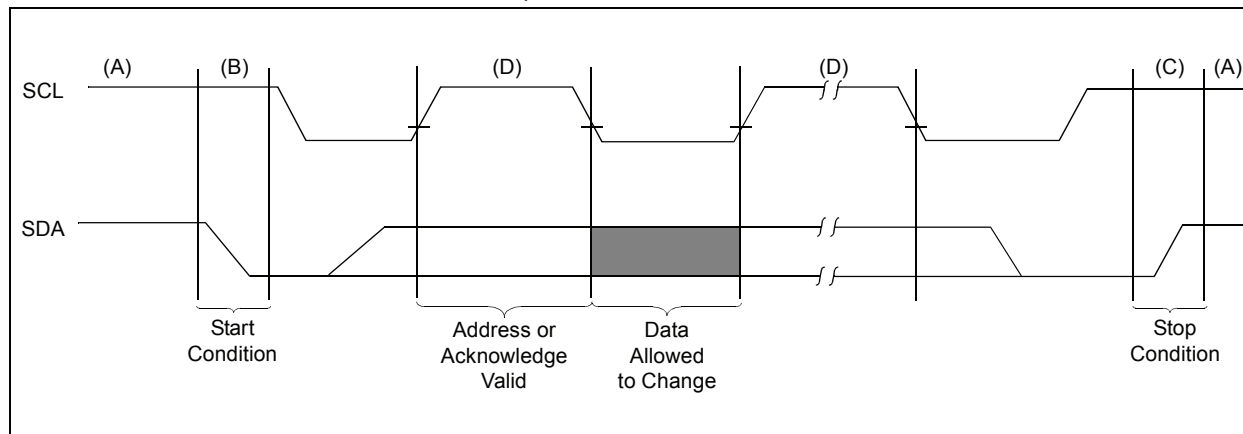 (A) (B) (D) (D) (C) (A)
SCL
SDA
Start
Condition
Address or
Acknowledge
Valid
Data
Allowed
to Change
Stop
Condition